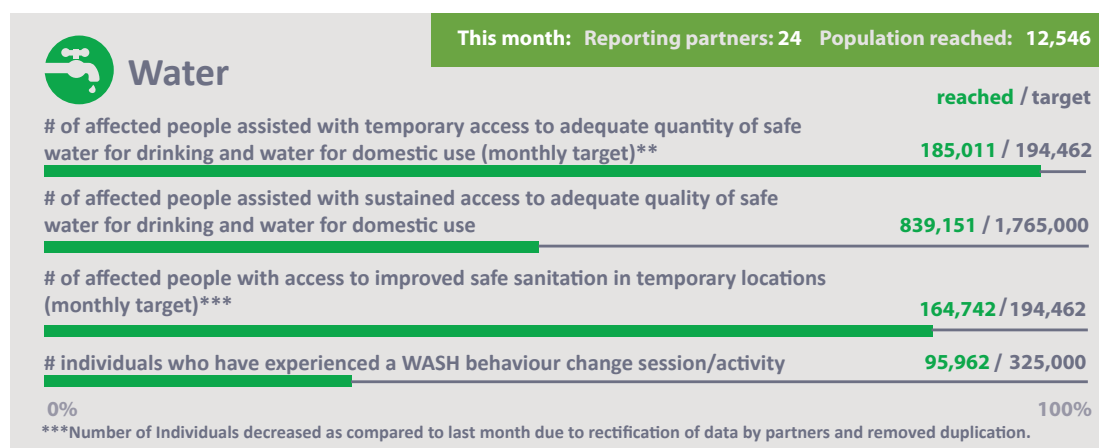 This month: Reporting partners: 24 Population reached: 12,546
Water
reached / target
# of affected people assisted with temporary access to adequate quantity of safe
water for drinking and water for domestic use (monthly target)** 185,011 / 194,462
# of affected people assisted with sustained access to adequate quality of safe
water for drinking and water for domestic use 839,151 / 1,765,000
# of affected people with access to improved safe sanitation in temporary locations
(monthly target)*** 164,742/194,462
# individuals who have experienced a WASH behaviour change session/activity 95,962 / 325,000
0% 100%
***Number of Individuals decreased as compared to last month due to rectification of data by partners and removed duplication.